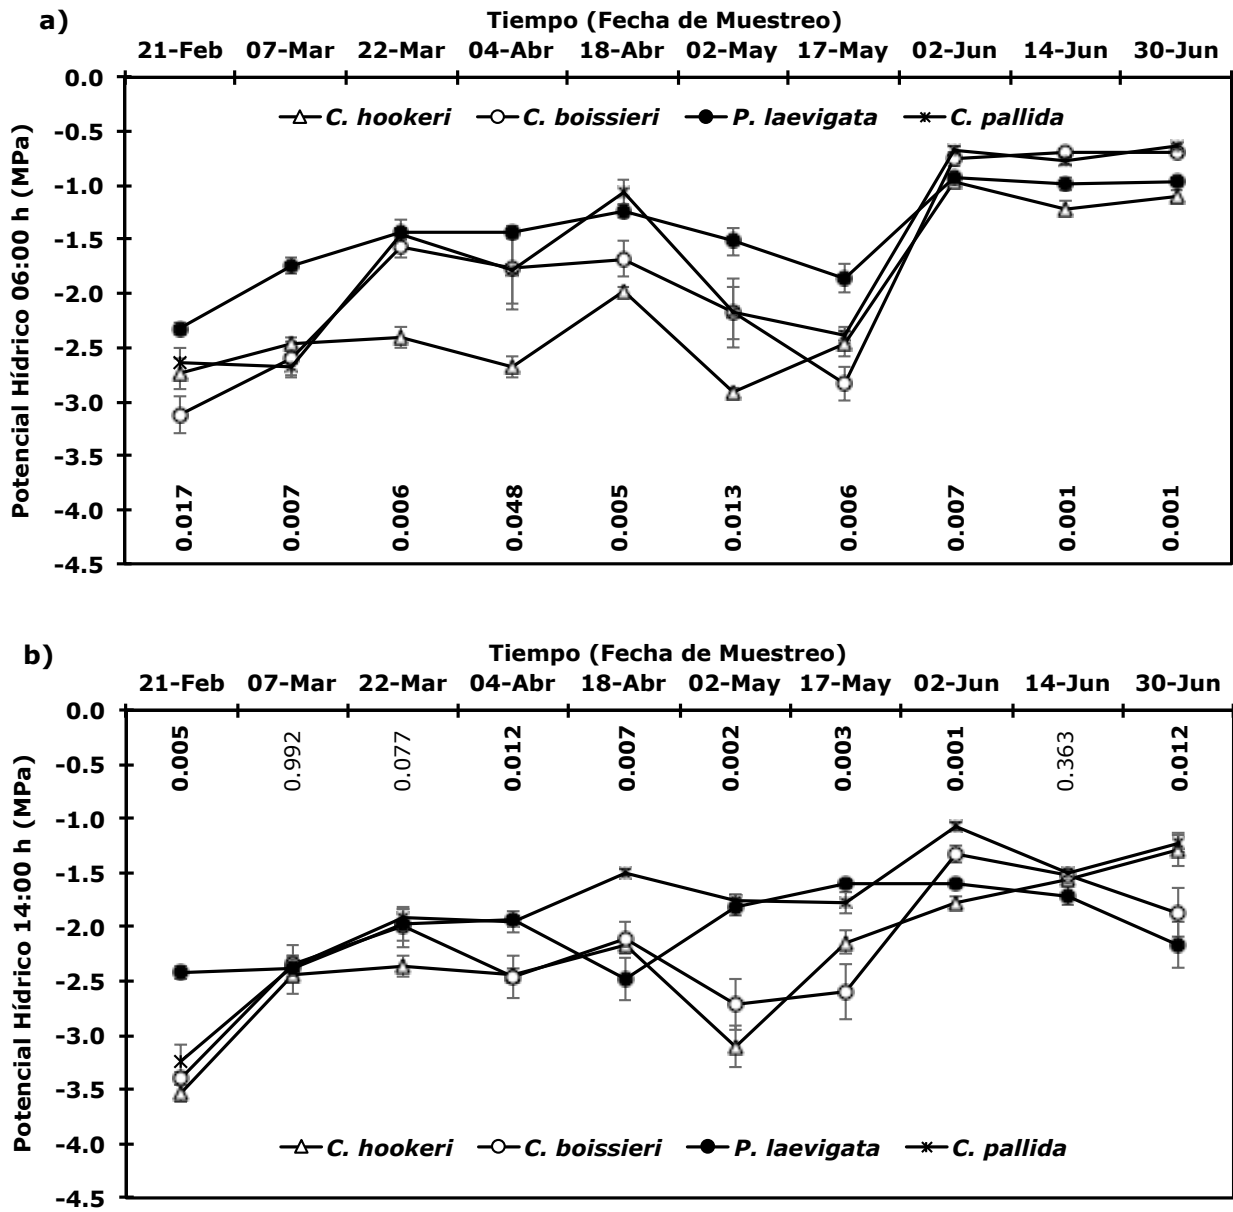 a)
Tiempo (Fecha de Muestreo)
21-Feb 07-Mar 22-Mar 04-Abr 18-Abr 02-May 17-May 02-Jun 14-Jun 30-Jun
Potencial Hídrico 06:00 h (MPa)
0.0
-0.5
-1.0
-1.5
-2.0
-2.5
-3.0
-3.5
-4.0
-4.5
C. hookeri C. boissieri P. laevigata C. pallida
0.017 0.007 0.006 0.048 0.005 0.013 0.006 0.007 0.001 0.001
b)
Tiempo (Fecha de Muestreo)
21-Feb 07-Mar 22-Mar 04-Abr 18-Abr 02-May 17-May 02-Jun 14-Jun 30-Jun
Potencial Hídrico 14:00 h (MPa)
0.0
-0.5
-1.0
-1.5
-2.0
-2.5
-3.0
-3.5
-4.0
-4.5
0.005 0.992 0.077 0.012 0.007 0.002 0.003 0.001 0.363 0.012
C. hookeri C. boissieri P. laevigata C. pallida